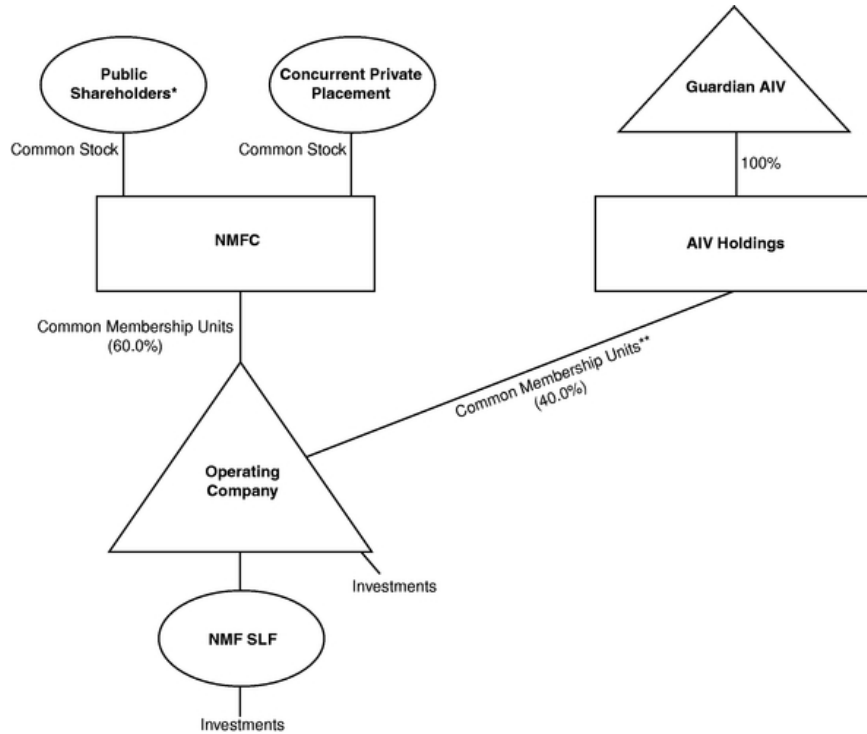 Public
Shareholders*
Concurrent Private
Placement
Guardian AIV
Common Stock
Common Stock
100%
NMFC
AIV Holdings
Common Membership Units
(60.0%)
Common Membership Units**
(40.0%)
Operating
Company
Investments
NMF SLF
Investments